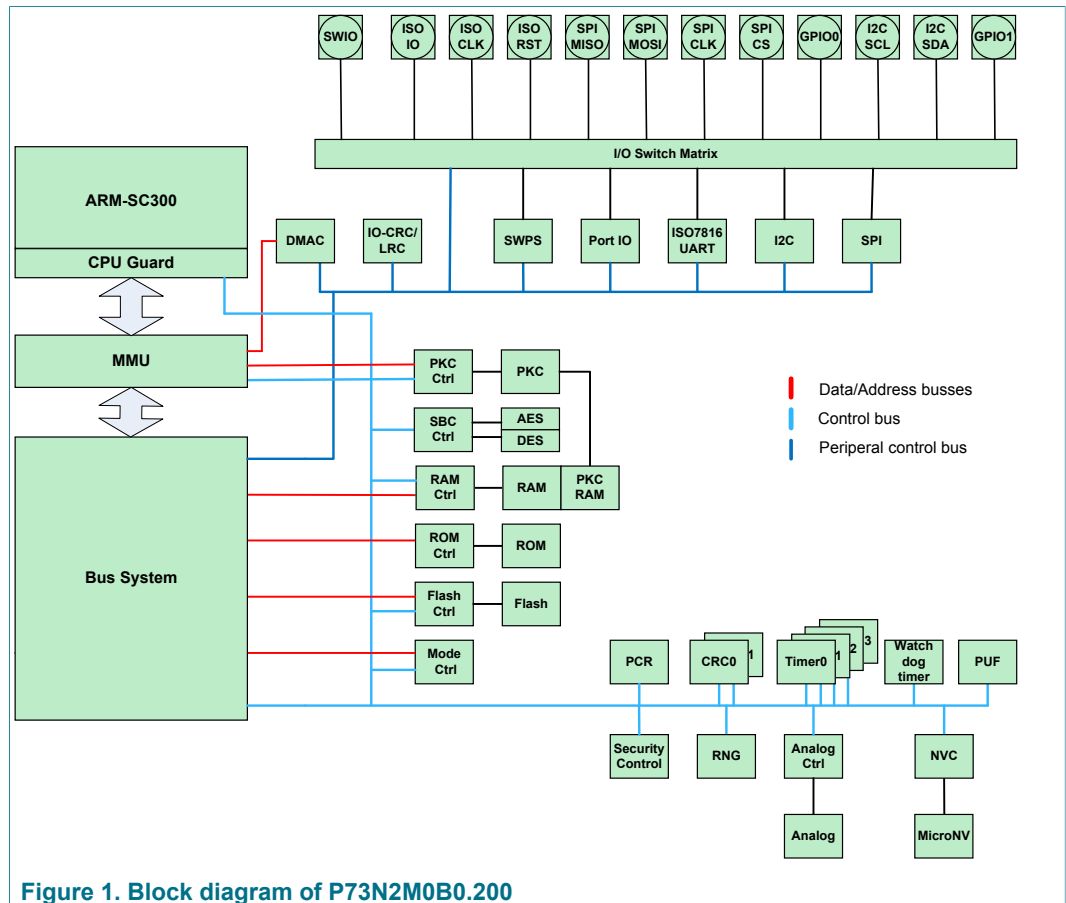 SWIO
ISO
IO
ISO
CLK
ISO
RST
SPI
MISO
SPI
MOSI
SPI
CLK
SPI
CS
GPIO0
I2C
SCL
I2C
SDA
GPIO1
I/O Switch Matrix
ARM-SC300
CPU Guard
DMAC
IO-CRC/
LRC
SWPS
Port IO
ISO7816
UART
I2C
SPI
MMU
PKC
Ctrl
PKC
Data/Address busses
Control bus
Periperal control bus
SBC
Ctrl
AES
DES
RAM
Ctrl
RAM
PKC
RAM
Bus System
ROM
Ctrl
ROM
Flash
Ctrl
Flash
Mode
Ctrl
PCR
CRC0
1
Timer0
1
2
3
Watch
dog
timer
PUF
Security
Control
RNG
Analog
Ctrl
NVC
Analog
MicroNV
Figure 1. Block diagram of P73N2M0B0.200